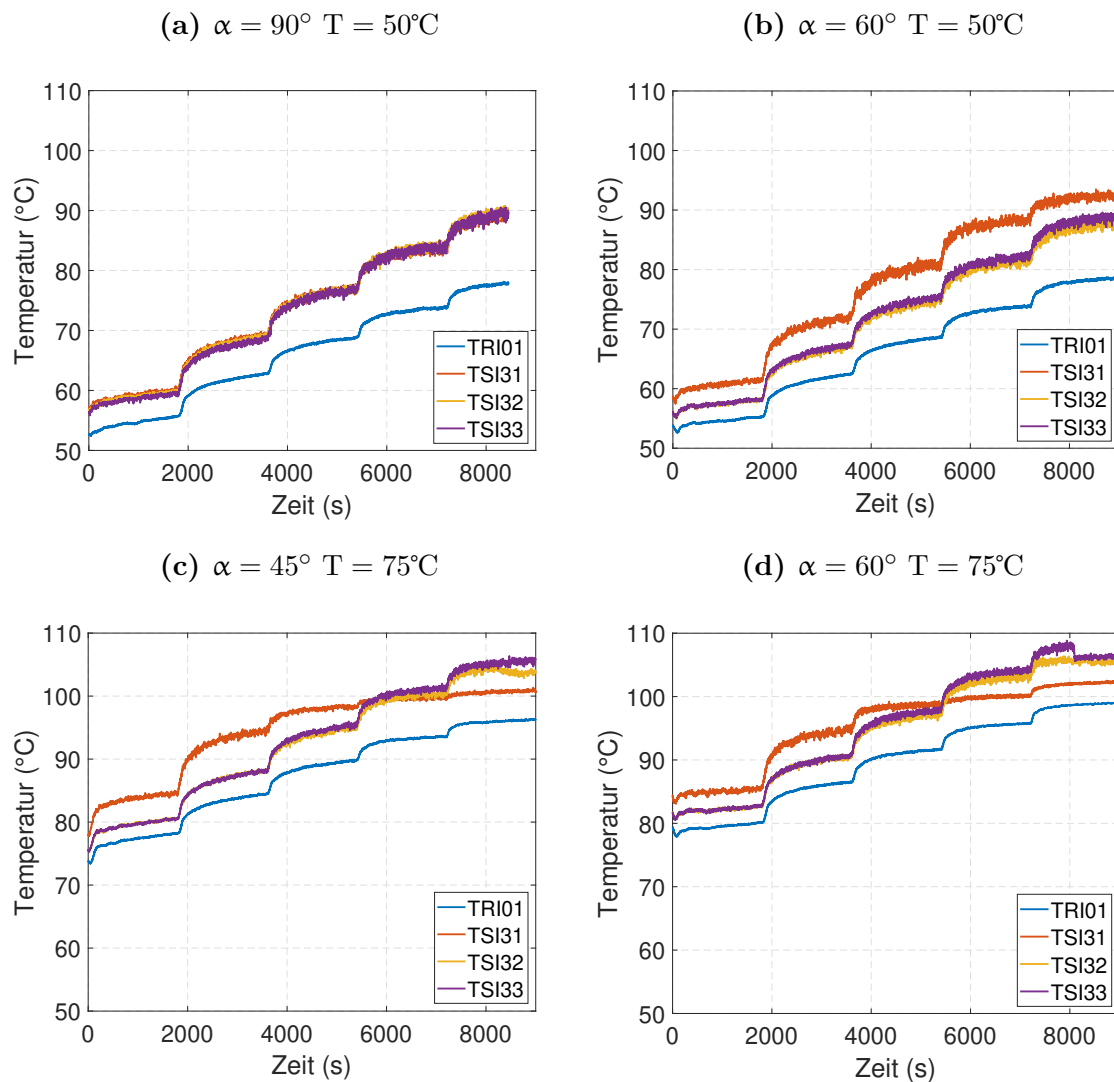 (a) α = 90° T = 50℃
(b) α = 60° T = 50℃
110
100
90
80
70
60
50
Temperatur (°C)
0 2000 4000 6000 8000
Zeit (s)
TRI01
TSI31
TSI32
TSI33
110
100
90
80
70
60
50
Temperatur (°C)
0 2000 4000 6000 8000
Zeit (s)
TRI01
TSI31
TSI32
TSI33
(c) α = 45° T = 75℃
(d) α = 60° T = 75℃
110
100
90
80
70
60
50
Temperatur (°C)
0 2000 4000 6000 8000
Zeit (s)
TRI01
TSI31
TSI32
TSI33
110
100
90
80
70
60
50
Temperatur (°C)
0 2000 4000 6000 8000
Zeit (s)
TRI01
TSI31
TSI32
TSI33